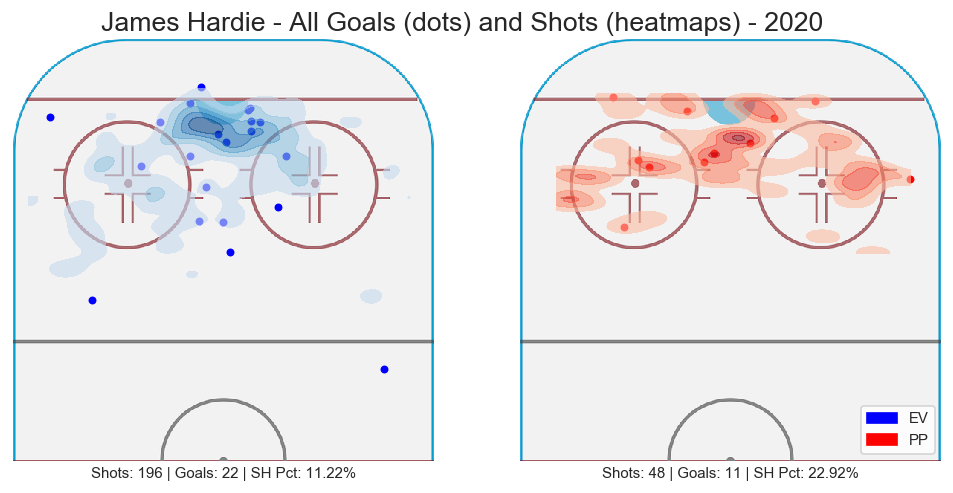 James Hardie - All Goals (dots) and Shots (heatmaps) - 2020
EV
PP
Shots: 196 | Goals: 22 | SH Pct: 11.22%
Shots: 48 | Goals: 11 | SH Pct: 22.92%